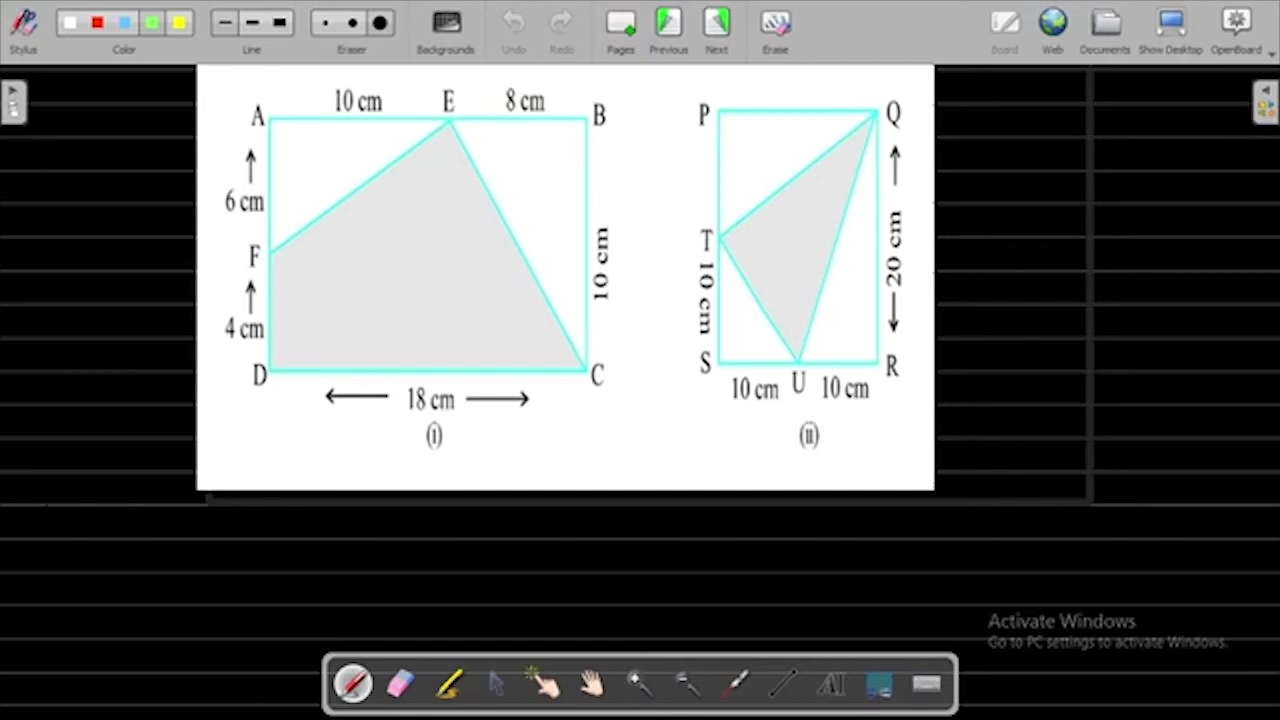 Stylus Color Line Eraser Backgrounds Undo Redo Pages Previous Next Erase Board Web Documents Show Desktop OpenBoard
A 10 cm E 8 cm B
6 cm
F
4 cm
10 cm
D C
18 cm
(i)
P Q
T
10 cm
20 cm
S R
10 cm U 10 cm
(ii)
Activate Windows
Go to PC settings to activate Windows.
AI